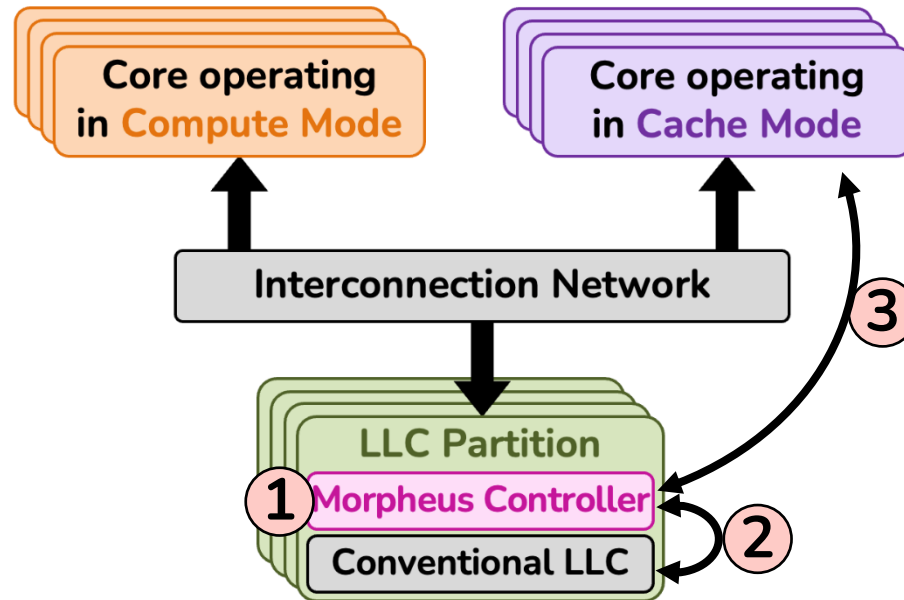 Core operating
in Compute Mode
Core operating
in Cache Mode
Interconnection Network
3
LLC Partition
1
Morpheus Controller
2
Conventional LLC